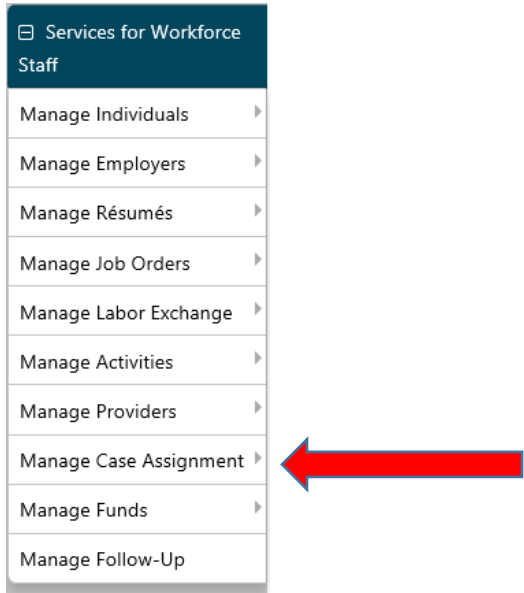 Services for Workforce
Staff
Manage Individuals
Manage Employers
Manage Résumés
Manage Job Orders
Manage Labor Exchange
Manage Activities
Manage Providers
Manage Case Assignment
Manage Funds
Manage Follow-Up